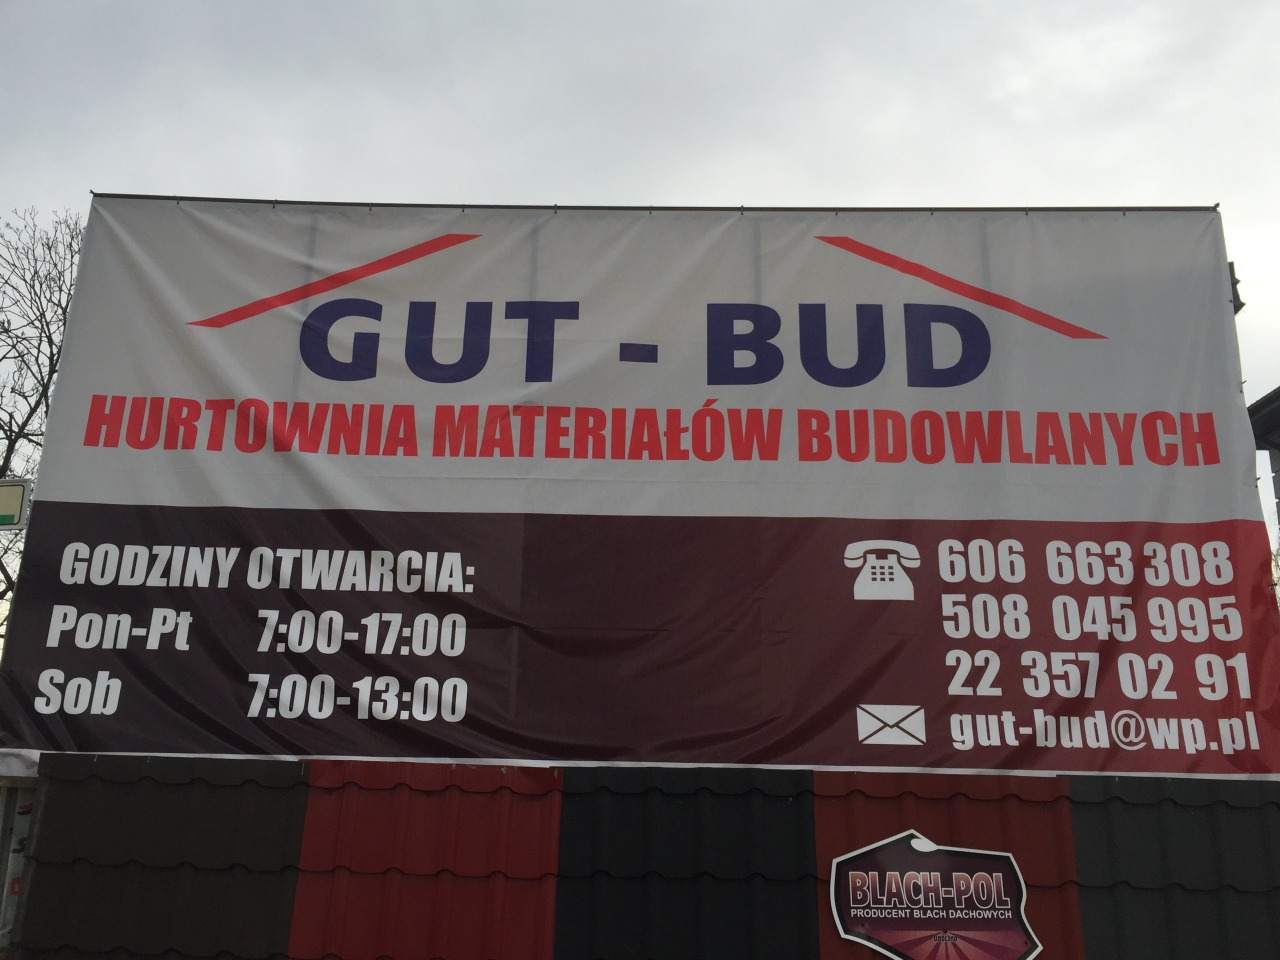 GUT - BUD
HURTOWNIA MATERIAŁÓW BUDOWLANYCH
GODZINY OTWARCIA:
Pon-Pt 7:00-17:00
Sob 7:00-13:00
606 663 308
508 045 995
22 357 02 91
gut-bud@wp.pl
BLACH-POL
PRODUCENT BLACH DACHOWYCH
Opoczno